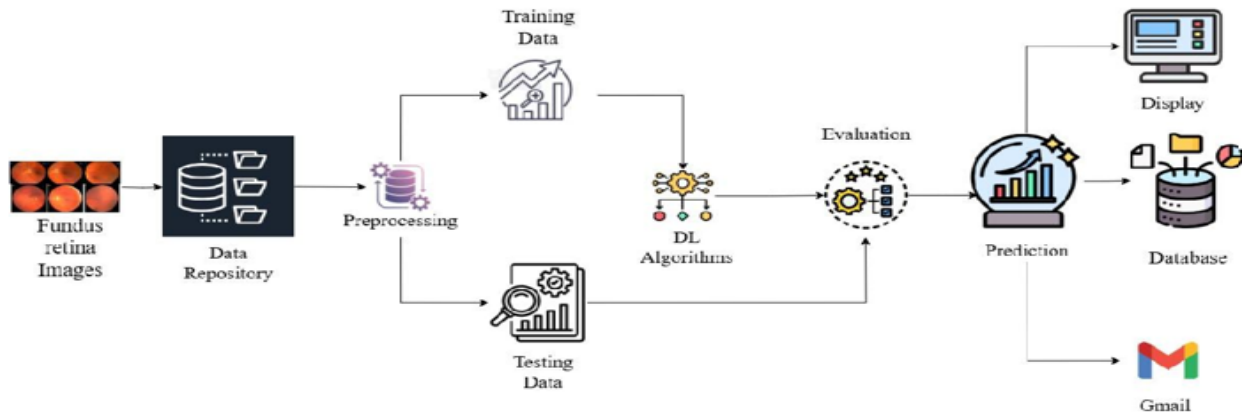 Training
Data
Fundus
retina
Images
Data
Repository
Preprocessing
DL
Algorithms
Testing
Data
Evaluation
Prediction
Display
Database
Gmail